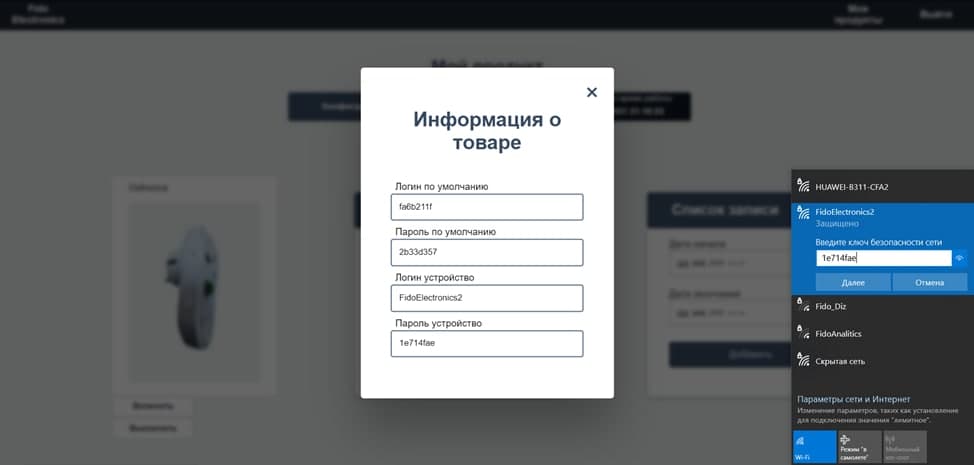 Fido
Electronics
Мои
продукты
Выйти
Мой продукт
×
Информация о
товаре
Логин по умолчанию
fa6b211f
Пароль по умолчанию
2b33d357
Логин устройство
FidoElectronics2
Пароль устройство
1e714fae
Список записи
Дата начала
Дата окончания
Добавить
Включить
Выключить
HUAWEI-B311-CFA2
FidoElectronics2
Защищено
Введите ключ безопасности сети
1e714fae
Далее
Отмена
Fido_Diz
FidoAnalitics
Скрытая сеть
Параметры сети и Интернет
Изменение параметров, таких как установление
для подключения значения "лимитное".
Wi-Fi
Режим "в
самолете"
Мобильный
хот-спот